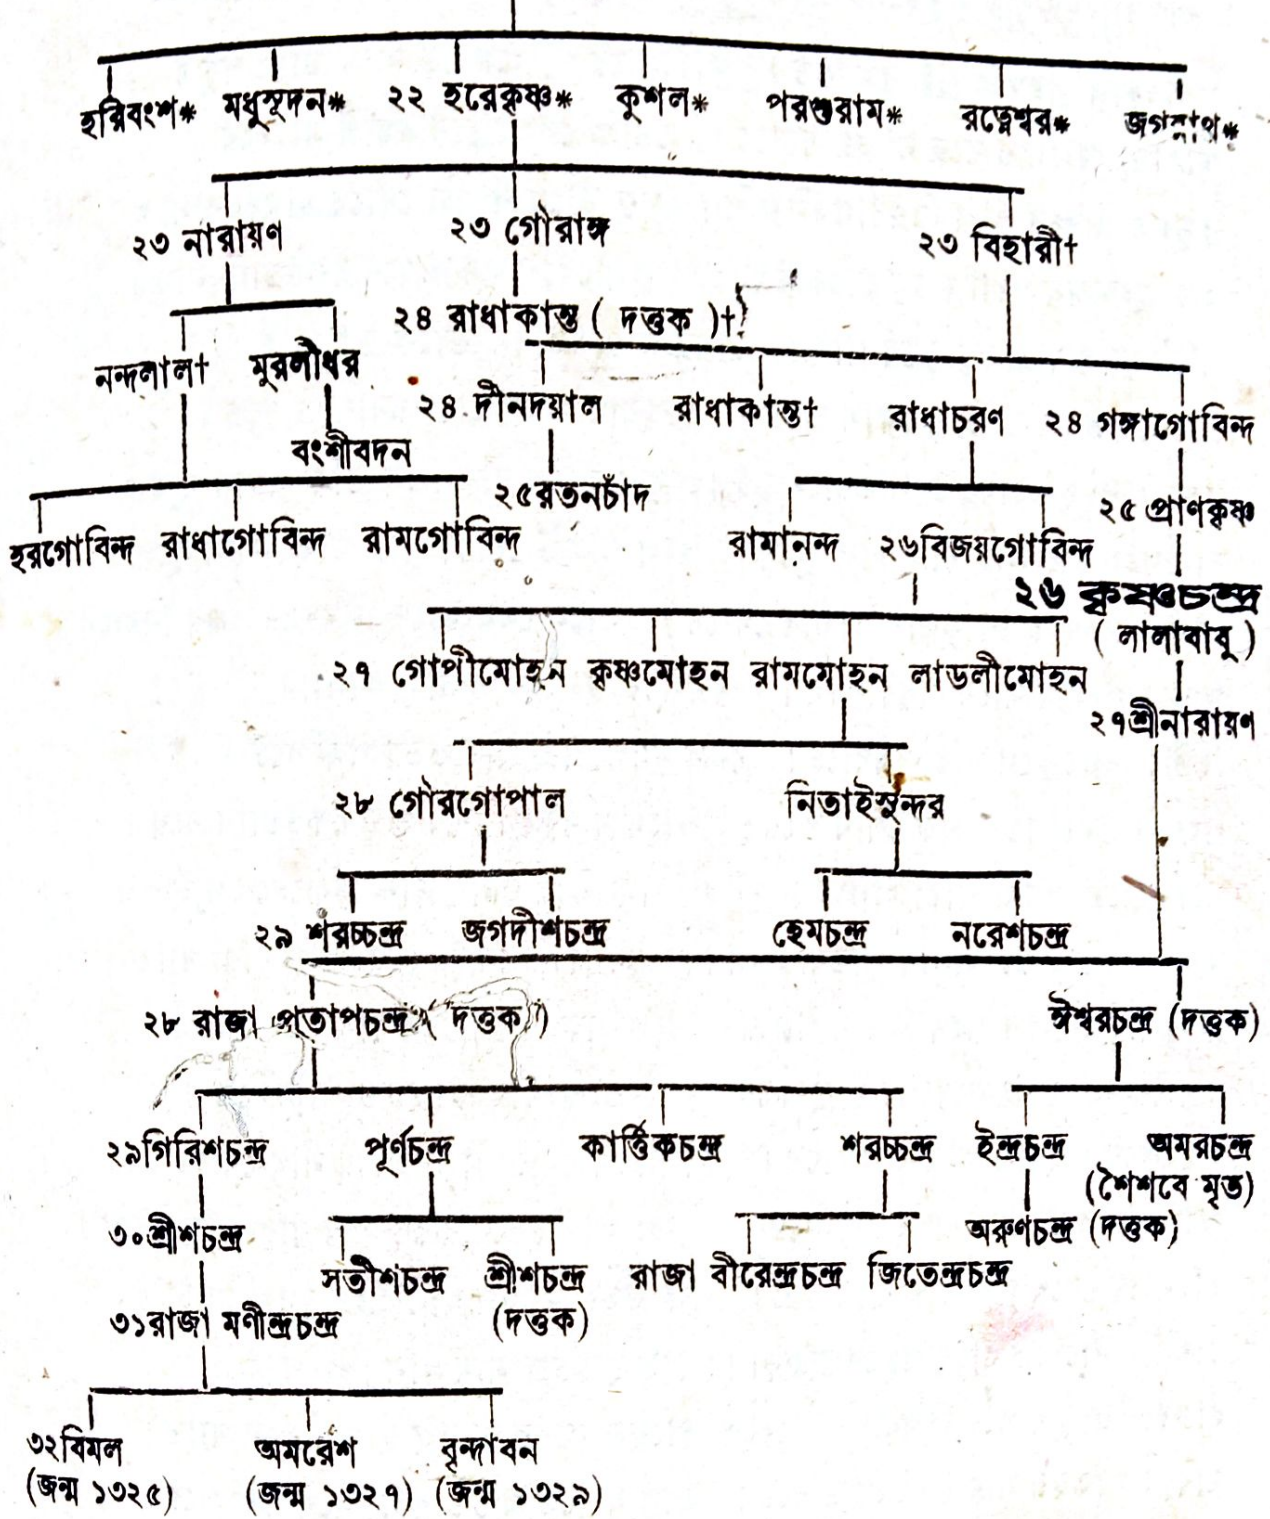 হরিবংশ* মধুসূদন* ২২ হরেকৃষ্ণ* কুশল* পরশুরাম* রত্নেশ্বর* জগন্নাথ*
২৩ নারায়ণ ২৩ গৌরাঙ্গ ২৩ বিহারী†
২৪ রাধাকান্ত ( দত্তক )†
নন্দলাল† মুরলীধর ২৪ দীনদয়াল রাধাকান্ত† রাধাচরণ ২৪ গঙ্গাগোবিন্দ
বংশীবদন
২৫রতনচাঁদ ২৫ প্রাণকৃষ্ণ
হরগোবিন্দ রাধাগোবিন্দ রামগোবিন্দ রামানন্দ ২৬বিজয়গোবিন্দ
২৬ কৃষ্ণচন্দ্র
( লালাবাবু )
২৭ গোপীমোহন কৃষ্ণমোহন রামমোহন লাডলীমোহন
২৭শ্রীনারায়ণ
২৮ গৌরগোপাল নিতাইসুন্দর
২৯ শরচ্চন্দ্র জগদীশচন্দ্র হেমচন্দ্র নরেশচন্দ্র
২৮ রাজা প্রতাপচন্দ্র ( দত্তক ) ঈশ্বরচন্দ্র (দত্তক)
২৯গিরিশচন্দ্র পূর্ণচন্দ্র কার্ত্তিকচন্দ্র শরচ্চন্দ্র ইন্দ্রচন্দ্র অমরচন্দ্র
(শৈশবে মৃত)
৩০শ্রীশচন্দ্র অরুণচন্দ্র (দত্তক)
সতীশচন্দ্র শ্রীশচন্দ্র রাজা বীরেন্দ্রচন্দ্র জিতেন্দ্রচন্দ্র
৩১রাজা মণীন্দ্রচন্দ্র (দত্তক)
৩২বিমল অমরেশ বৃন্দাবন
(জন্ম ১৩২৫) (জন্ম ১৩২৭) (জন্ম ১৩২৯)